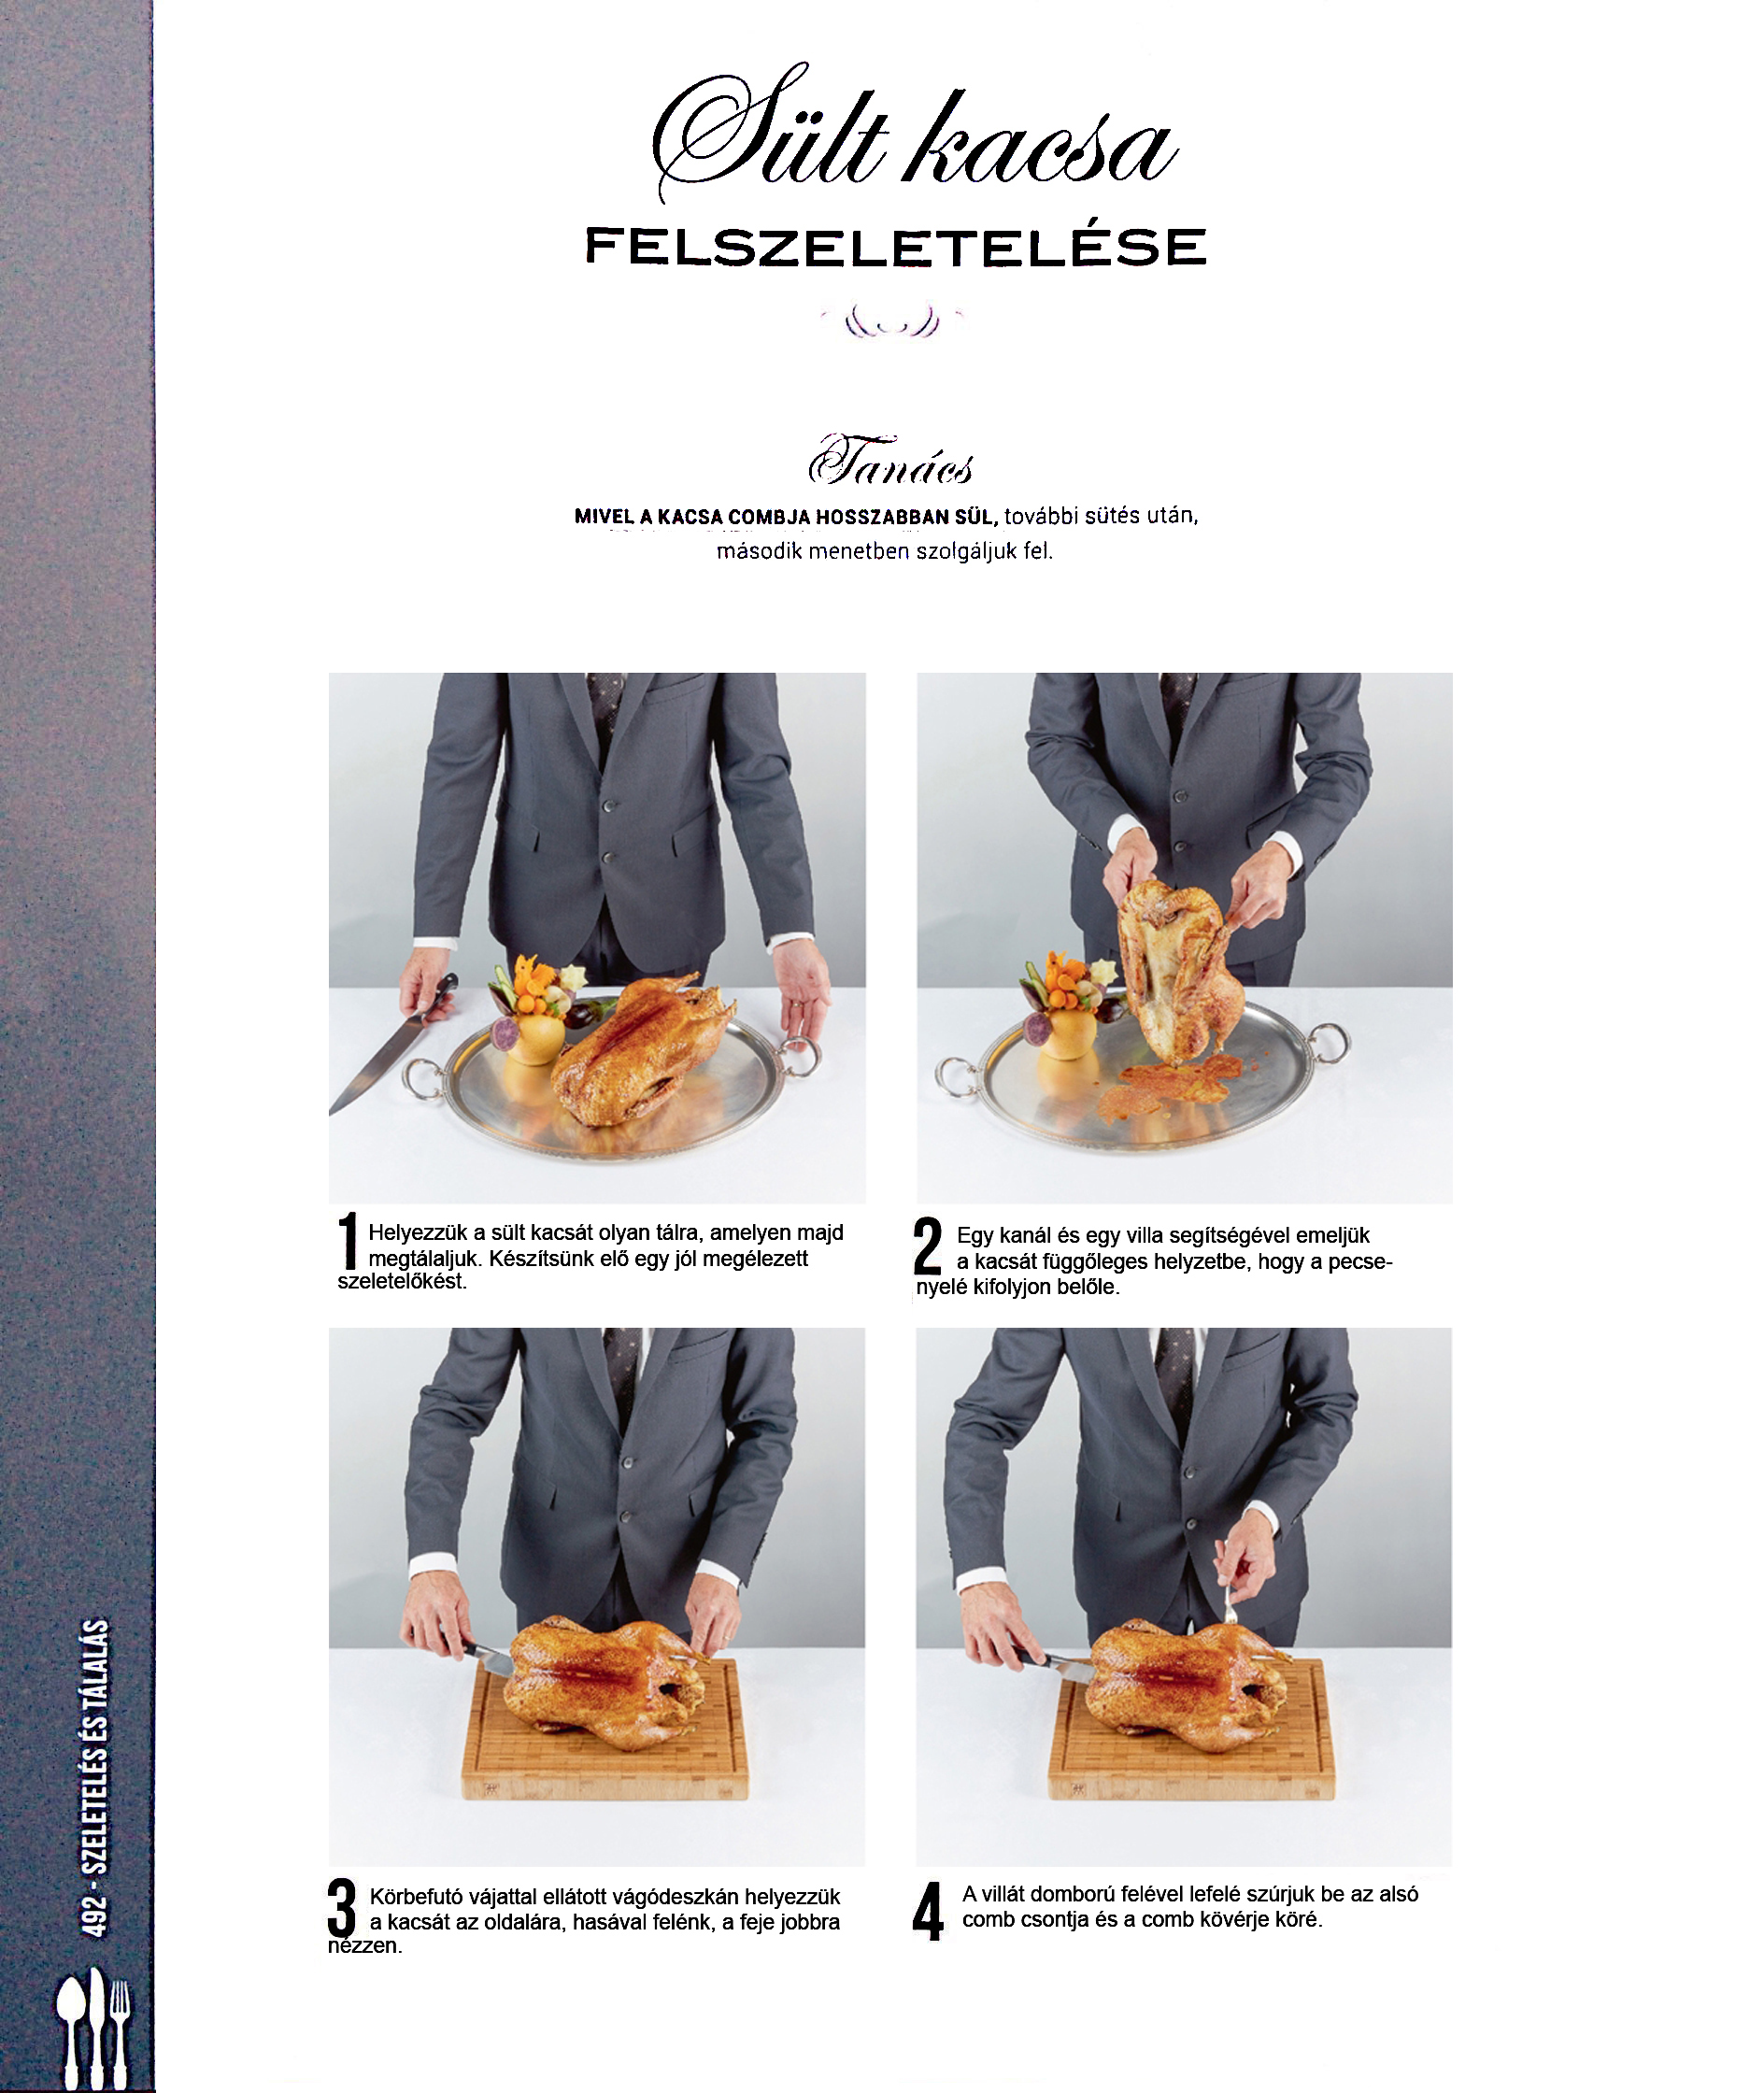 Sült kacsa
FELSZELETELÉSE
Tanács
MIVEL A KACSA COMBJA HOSSZABBAN SÜL, további sütés után,
második menetben szolgáljuk fel.
1 Helyezzük a sült kacsát olyan tálra, amelyen majd
megtálaljuk. Készítsünk elő egy jól megélezett
szeletelőkést.
2 Egy kanál és egy villa segítségével emeljük
a kacsát függőleges helyzetbe, hogy a pecse-
nyelé kifolyjon belőle.
3 Körbefutó vájattal ellátott vágódeszkán helyezzük
a kacsát az oldalára, hasával felénk, a feje jobbra
nézzen.
4 A villát domború felével lefelé szúrjuk be az alsó
comb csontja és a comb kövérje köré.
492 - SZELETELÉS ÉS TÁLALÁS